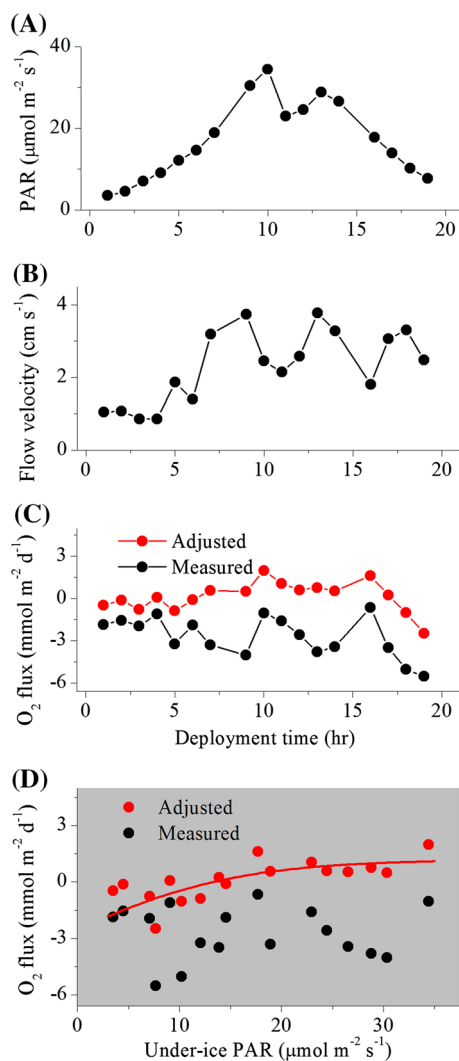 (A)
PAR (μmol m⁻² s⁻¹)
40
20
0
0 5 10 15 20
(B)
Flow velocity (cm s⁻¹)
4
2
0
0 5 10 15 20
(C)
O₂ flux (mmol m⁻² d⁻¹)
3
0
-3
-6
Adjusted
Measured
0 5 10 15 20
Deployment time (hr)
(D)
O₂ flux (mmol m⁻² d⁻¹)
3
0
-3
-6
Adjusted
Measured
0 10 20 30
Under-ice PAR (μmol m⁻² s⁻¹)